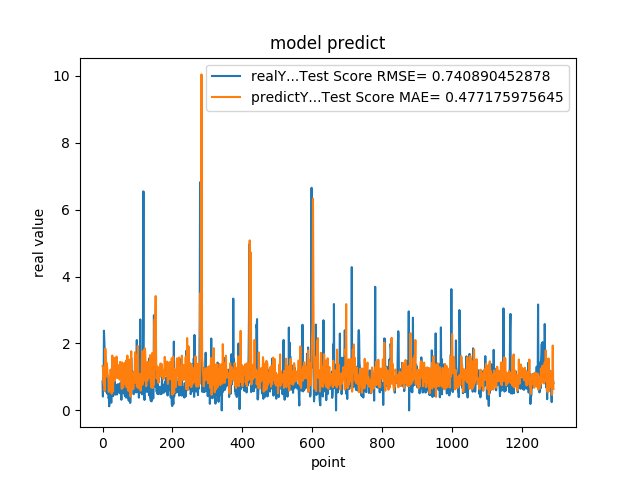 model predict
realY...Test Score RMSE= 0.740890452878
predictY...Test Score MAE= 0.477175975645
10
8
6
4
2
0
real value
0 200 400 600 800 1000 1200
point